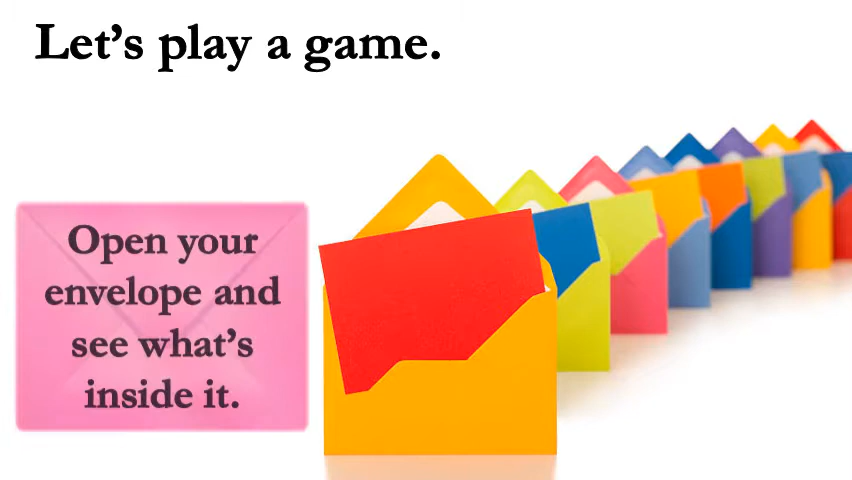 Let’s play a game.
Open your
envelope and
see what’s
inside it.